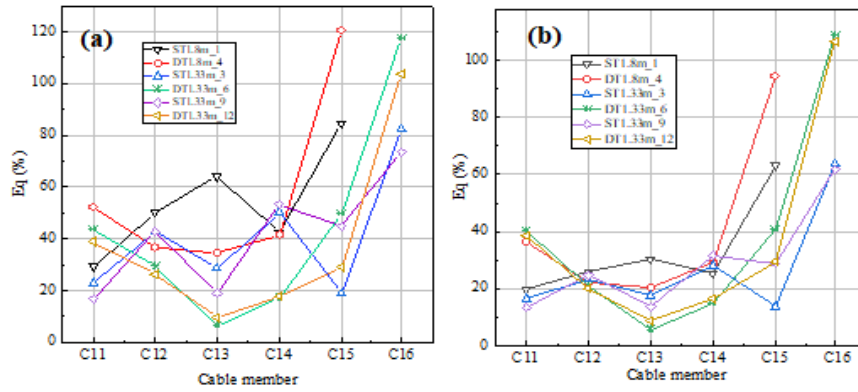 (a)
ST1.8m_1
DT1.8m_4
ST1.33m_3
DT1.33m_6
ST1.33m_9
DT1.33m_12
Eq (%)
120
100
80
60
40
20
0
C11 C12 C13 C14 C15 C16
Cable member
(b)
ST1.8m_1
DT1.8m_4
ST1.33m_3
DT1.33m_6
ST1.33m_9
DT1.33m_12
Eq (%)
100
80
60
40
20
0
C11 C12 C13 C14 C15 C16
Cable member